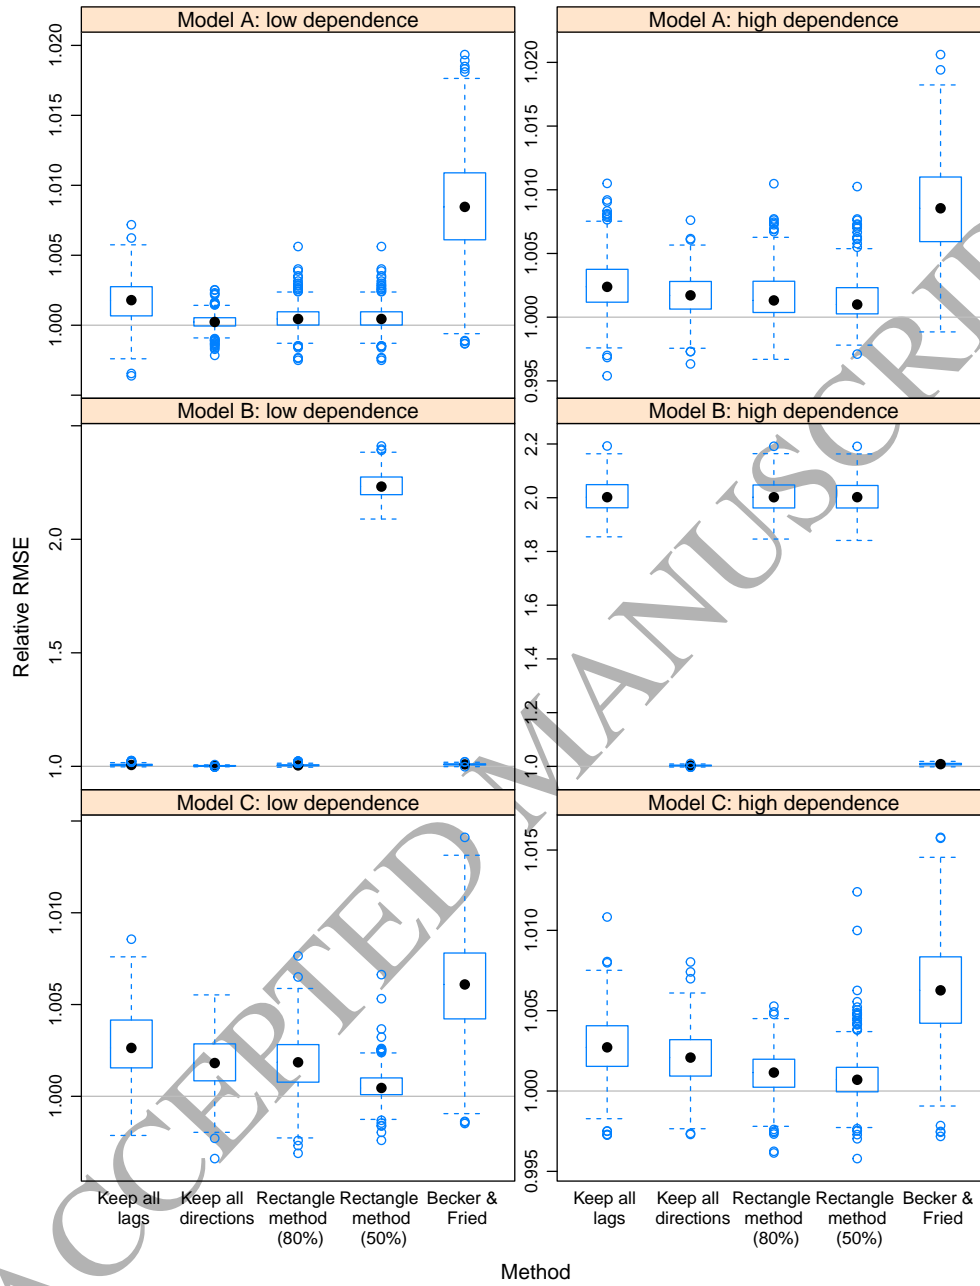 Model A: low dependence
Model A: high dependence
1.000
1.005
1.010
1.015
1.020
0.995
1.000
1.005
1.010
1.015
1.020
Model B: low dependence
Model B: high dependence
1.0
1.5
2.0
1.0
1.2
1.4
1.6
1.8
2.0
2.2
Model C: low dependence
Model C: high dependence
1.000
1.005
1.010
0.995
1.000
1.005
1.010
1.015
Relative RMSE
Keep all
lags
Keep all
directions
Rectangle
method
(80%)
Rectangle
method
(50%)
Becker &
Fried
Keep all
lags
Keep all
directions
Rectangle
method
(80%)
Rectangle
method
(50%)
Becker &
Fried
Method
ACCEPTED MANUSCRIP